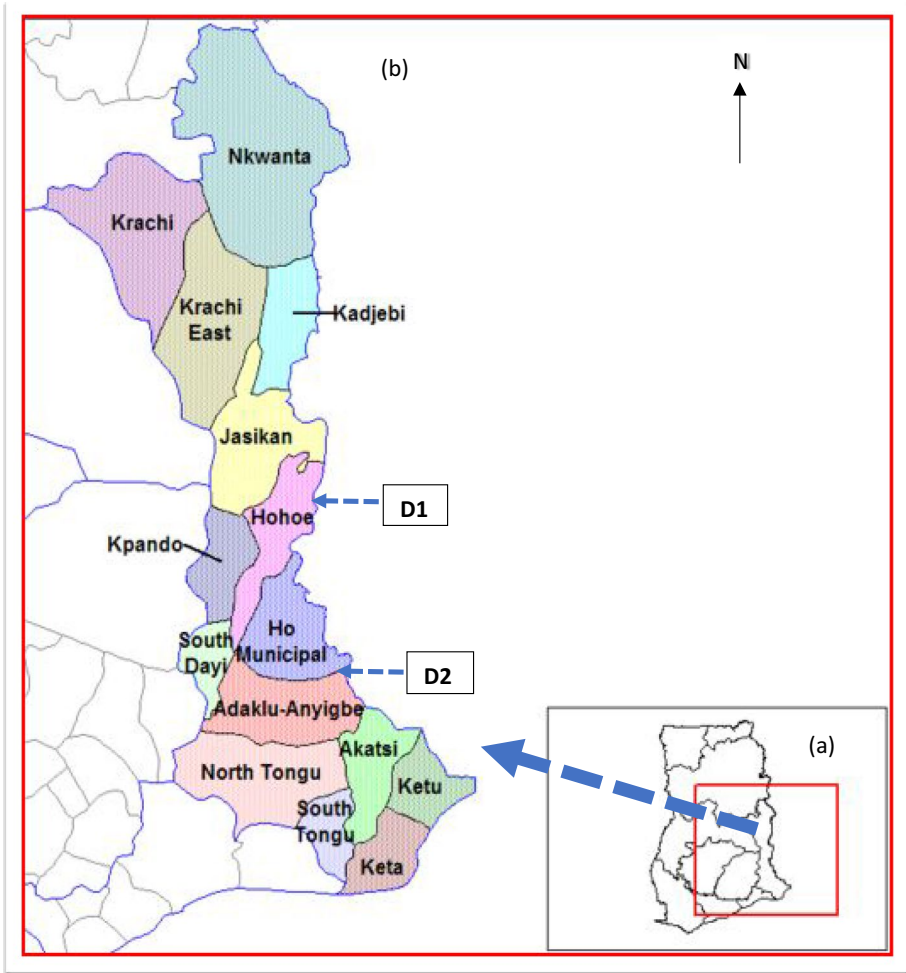 (b)
N
Nkwanta
Krachi
Krachi
East
Kadjebi
Jasikan
D1
Hohoe
Kpando
Ho
Municipal
South
Dayi
D2
Adaklu-Anyigbe
Akatsi
(a)
North Tongu
Ketu
South
Tongu
Keta